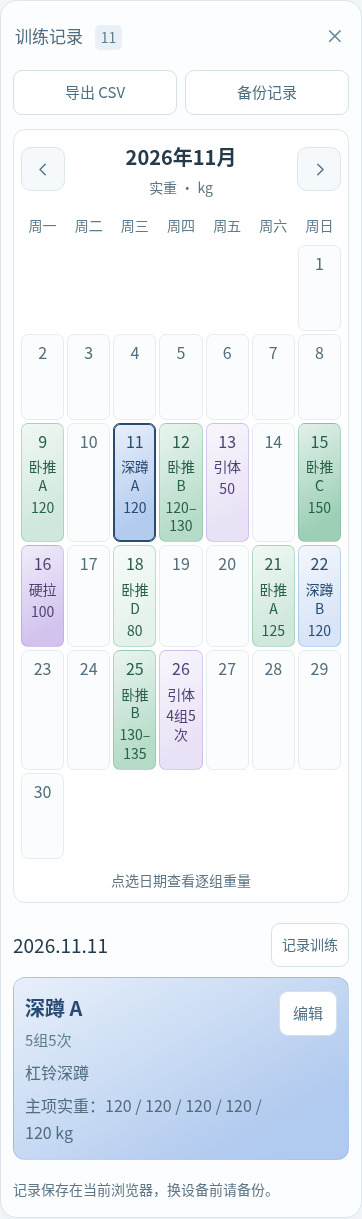 训练记录 11
导出 CSV 备份记录
2026年11月
实重 · kg
周一 周二 周三 周四 周五 周六 周日
1
2 3 4 5 6 7 8
9 10 11 12 13 14 15
卧推 深蹲 卧推 引体 卧推
A A B 50 C
120 120 120– 150
130
16 17 18 19 20 21 22
硬拉 卧推 卧推 深蹲
100 D A B
80 125 120
23 24 25 26 27 28 29
卧推 引体
B 4组5
130– 次
135
30
点选日期查看逐组重量
2026.11.11 记录训练
深蹲 A 编辑
5组5次
杠铃深蹲
主项实重：120 / 120 / 120 / 120 /
120 kg
记录保存在当前浏览器，换设备前请备份。